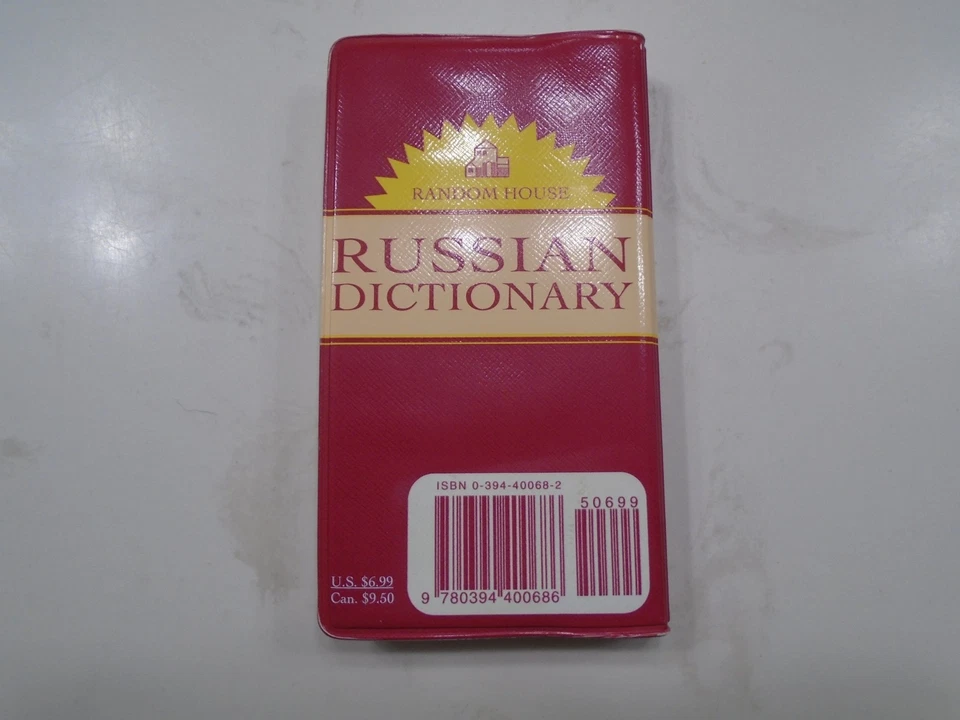 RANDOM HOUSE
RUSSIAN
DICTIONARY
ISBN 0-394-40068-2
50699
U.S. $6.99
Can. $9.50
9 780394 400686